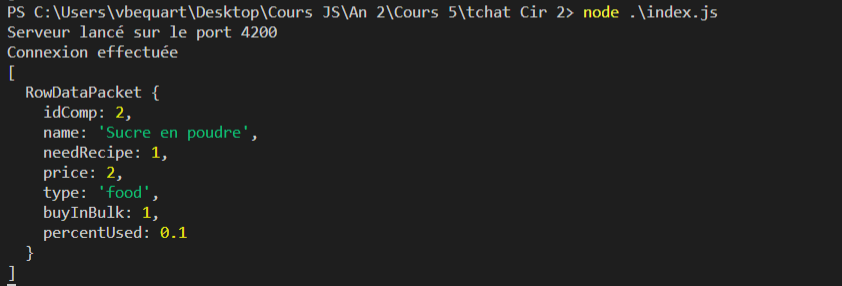 PS C:\Users\vbequart\Desktop\Cours JS\An 2\Cours 5\tchat Cir 2> node .\index.js
Serveur lancé sur le port 4200
Connexion effectuée
[
  RowDataPacket {
    idComp: 2,
    name: 'Sucre en poudre',
    needRecipe: 1,
    price: 2,
    type: 'food',
    buyInBulk: 1,
    percentUsed: 0.1
  }
]